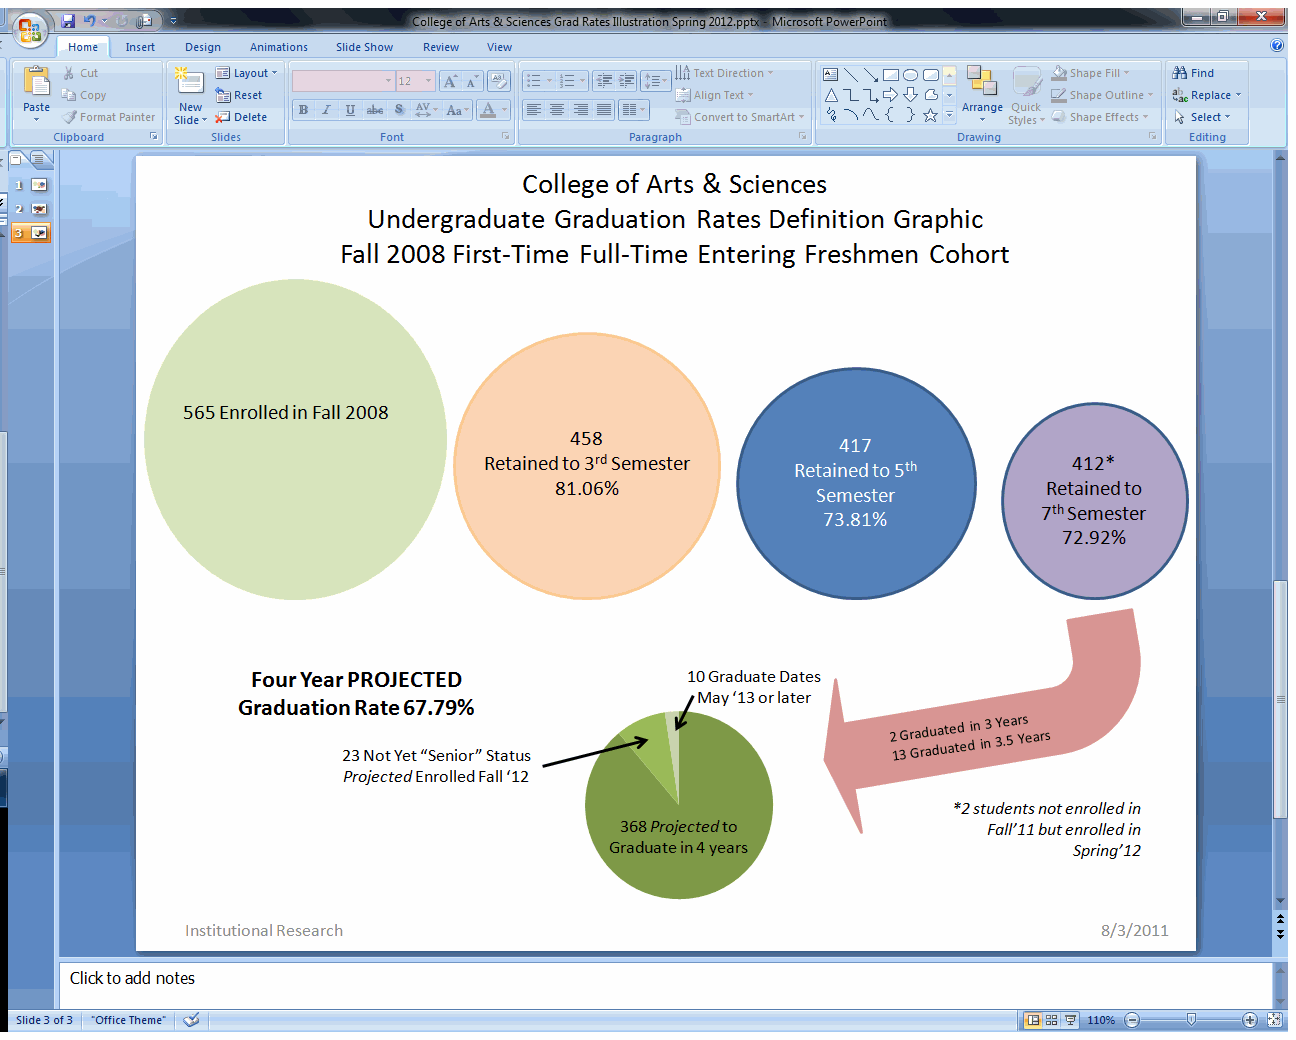 College of Arts & Sciences Grad Rates Illustration Spring 2012.pptx - Microsoft PowerPoint
Home Insert Design Animations Slide Show Review View
Paste
Cut
Copy
Format Painter
Clipboard
New
Slide
Layout
Reset
Delete
Slides
12
B I U abc S AV Aa A
Font
Text Direction
Align Text
Convert to SmartArt
Paragraph
Arrange
Quick
Styles
Shape Fill
Shape Outline
Shape Effects
Drawing
Find
Replace
Select
Editing
1
2
3
College of Arts & Sciences
Undergraduate Graduation Rates Definition Graphic
Fall 2008 First-Time Full-Time Entering Freshmen Cohort
565 Enrolled in Fall 2008
458
Retained to 3rd Semester
81.06%
417
Retained to 5th
Semester
73.81%
412*
Retained to
7th Semester
72.92%
Four Year PROJECTED
Graduation Rate 67.79%
10 Graduate Dates
May ‘13 or later
23 Not Yet “Senior” Status
Projected Enrolled Fall ‘12
368 Projected to
Graduate in 4 years
2 Graduated in 3 Years
13 Graduated in 3.5 Years
*2 students not enrolled in
Fall’11 but enrolled in
Spring’12
Institutional Research
8/3/2011
Click to add notes
Slide 3 of 3
"Office Theme"
110%